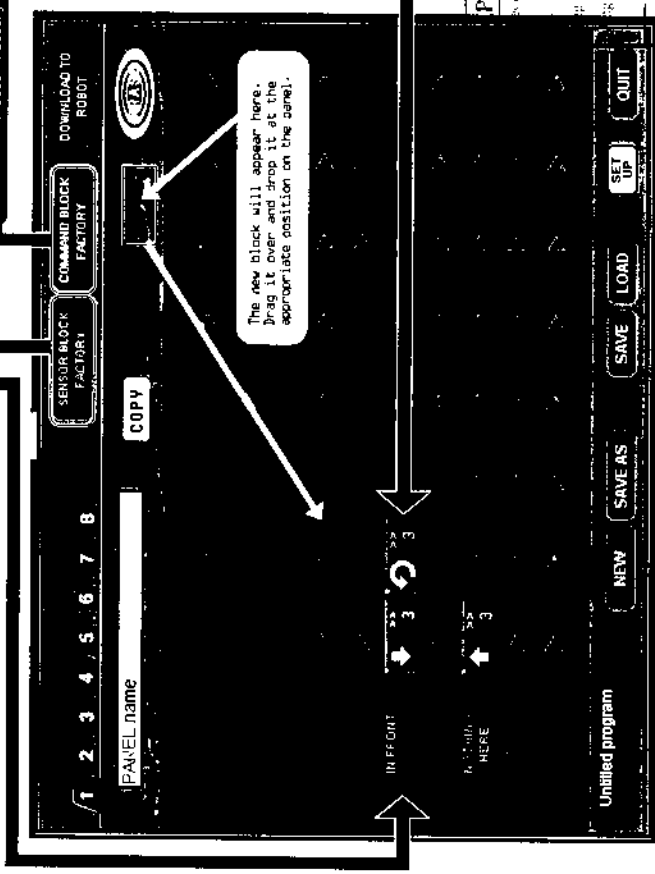 1 2 3 4 5 6 7 8
SENSOR BLOCK
FACTORY
COMMAND BLOCK
FACTORY
DOWNLOAD TO
ROBOT
PANEL name
COPY
The new block will appear here.
Drag it over and drop it at the
appropriate position on the panel.
IN FRONT
>> 3
>> 3
HERE
>> 3
Untitled program
NEW
SAVE AS
SAVE
LOAD
SET
UP
QUIT